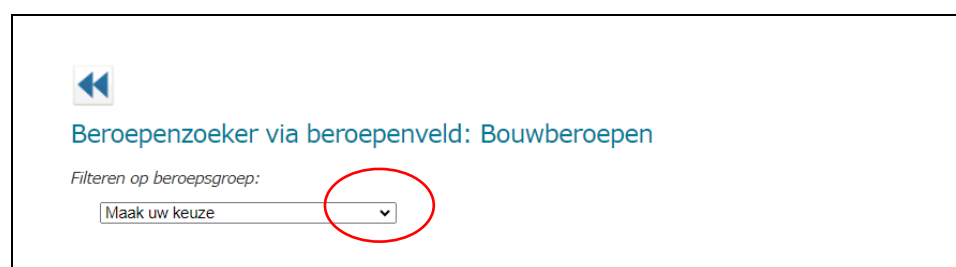 Beroepenzoeker via beroepenveld: Bouwberoepen
Filteren op beroepsgroep:
Maak uw keuze